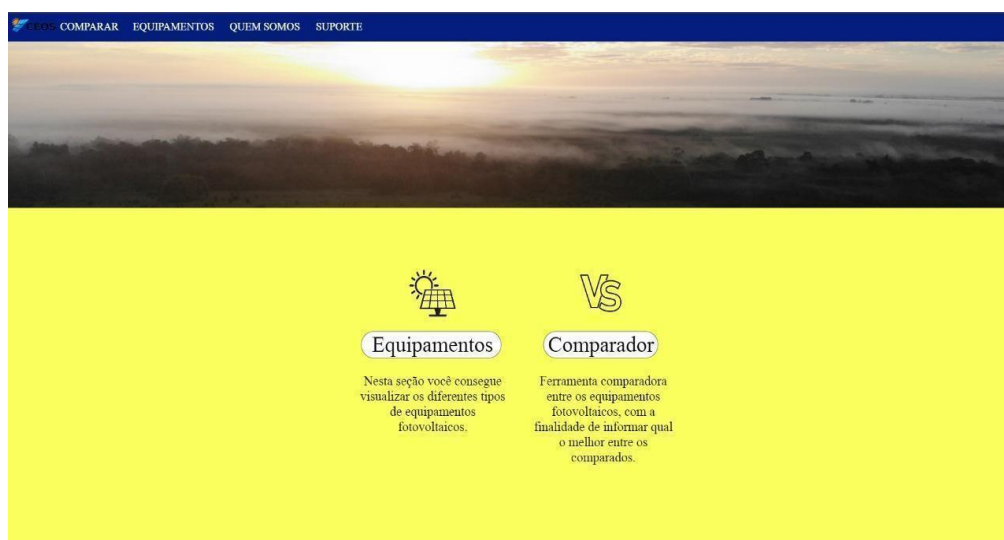 CEOS COMPARAR EQUIPAMENTOS QUEM SOMOS SUPORTE
VS
Equipamentos
Nesta seção você consegue
visualizar os diferentes tipos
de equipamentos
fotovoltaicos.
Comparador
Ferramenta comparadora
entre os equipamentos
fotovoltaicos, com a
finalidade de informar qual
o melhor entre os
comparados.